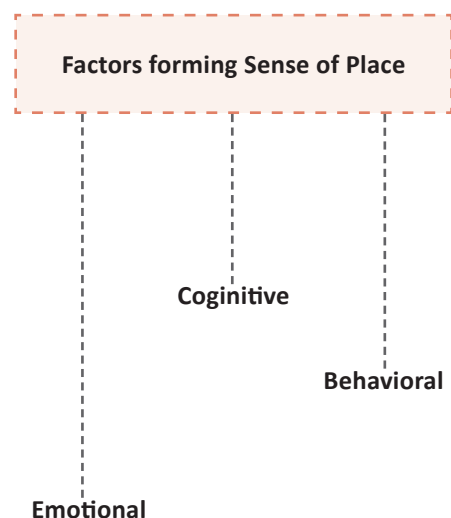 Factors forming Sense of Place
Coginitive
Behavioral
Emotional